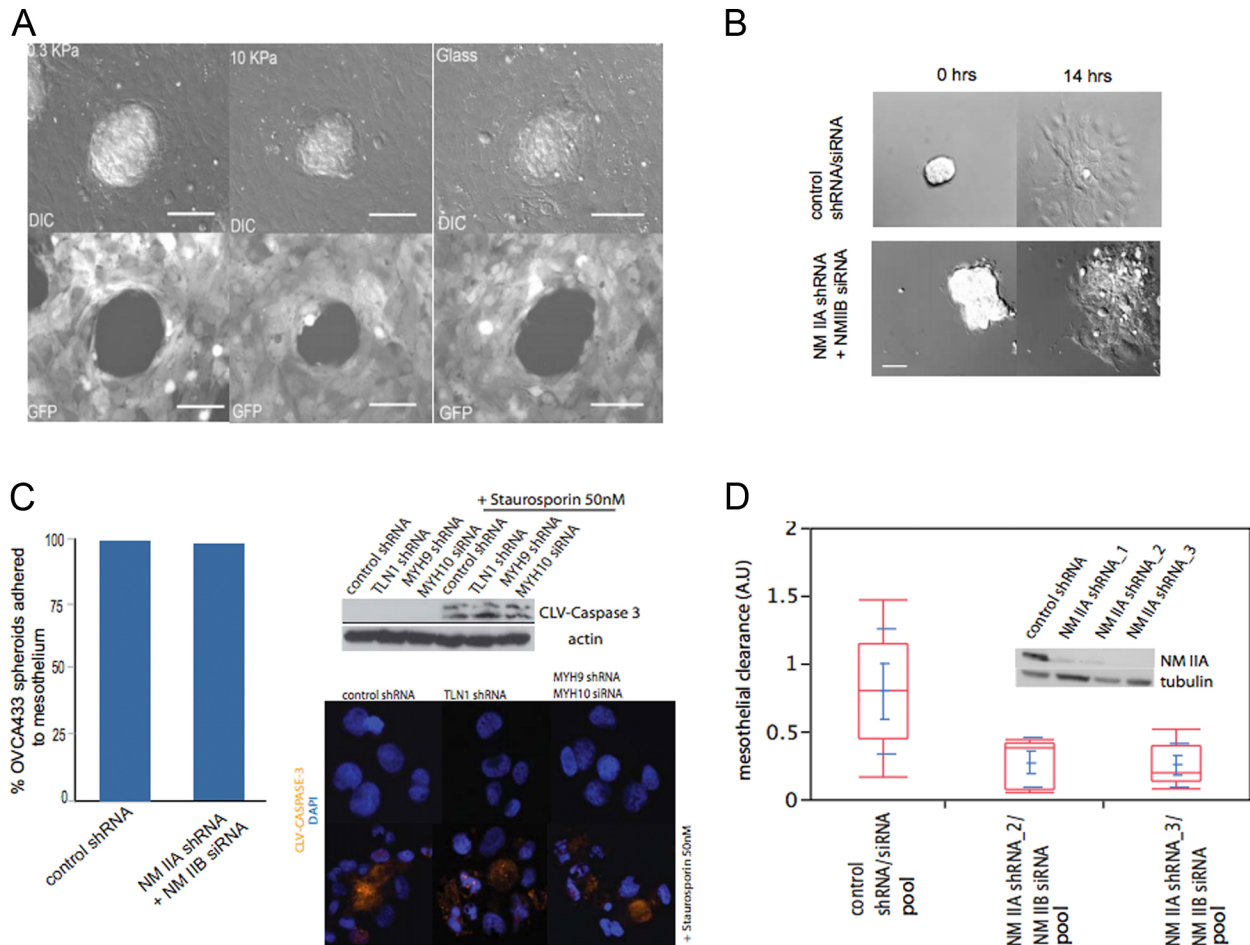 A
0.3 KPa
10 KPa
Glass
DIC
DIC
DIC
GFP
GFP
GFP
B
0 hrs
14 hrs
control
shRNA/siRNA
NM IIA shRNA
+ NMIIB siRNA
C
% OVCA433 spheroids adhered
to mesothelium
100
75
50
25
0
control shRNA
NM IIA shRNA
+ NM IIB siRNA
+ Staurosporin 50nM
control shRNA
TLN1 shRNA
MYH9 shRNA
MYH10 siRNA
control shRNA
TLN1 shRNA
MYH9 shRNA
MYH10 siRNA
CLV-Caspase 3
actin
control shRNA
TLN1 shRNA
MYH9 shRNA
MYH10 siRNA
CLV-CASPASE-3
DAPI
+ Staurosporin 50nM
D
mesothelial clearance (A.U)
2
1.5
1
0.5
0
control shRNA
NM IIA shRNA_1
NM IIA shRNA_2
NM IIA shRNA_3
NM IIA
tubulin
control
shRNA/siRNA
pool
NM IIA shRNA_2/
NM IIB siRNA
pool
NM IIA shRNA_3/
NM IIB siRNA
pool